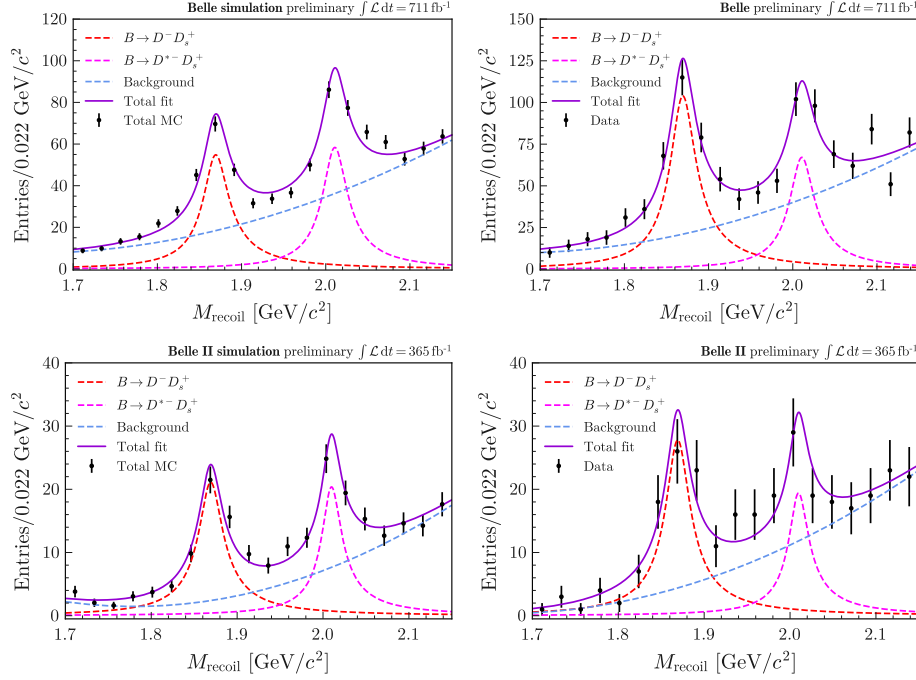 Belle simulation preliminary ∫ ℒ dt = 711 fb⁻¹
120
100
80
60
40
20
0
Entries/0.022 GeV/c²
B → D⁻D_s⁺
B → D*⁻D_s⁺
Background
Total fit
Total MC
1.7 1.8 1.9 2.0 2.1
M_recoil [GeV/c²]
Belle preliminary ∫ ℒ dt = 711 fb⁻¹
150
125
100
75
50
25
0
Entries/0.022 GeV/c²
B → D⁻D_s⁺
B → D*⁻D_s⁺
Background
Total fit
Data
1.7 1.8 1.9 2.0 2.1
M_recoil [GeV/c²]
Belle II simulation preliminary ∫ ℒ dt = 365 fb⁻¹
40
30
20
10
0
Entries/0.022 GeV/c²
B → D⁻D_s⁺
B → D*⁻D_s⁺
Background
Total fit
Total MC
1.7 1.8 1.9 2.0 2.1
M_recoil [GeV/c²]
Belle II preliminary ∫ ℒ dt = 365 fb⁻¹
40
30
20
10
0
Entries/0.022 GeV/c²
B → D⁻D_s⁺
B → D*⁻D_s⁺
Background
Total fit
Data
1.7 1.8 1.9 2.0 2.1
M_recoil [GeV/c²]